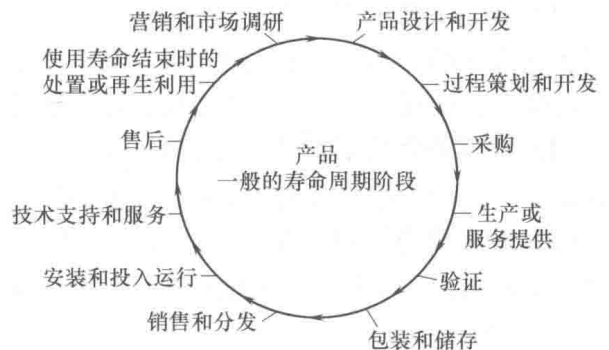 营销和市场调研
产品设计和开发
过程策划和开发
采购
生产或
服务提供
验证
包装和储存
销售和分发
安装和投入运行
技术支持和服务
售后
使用寿命结束时的
处置或再生利用
产品
一般的寿命周期阶段